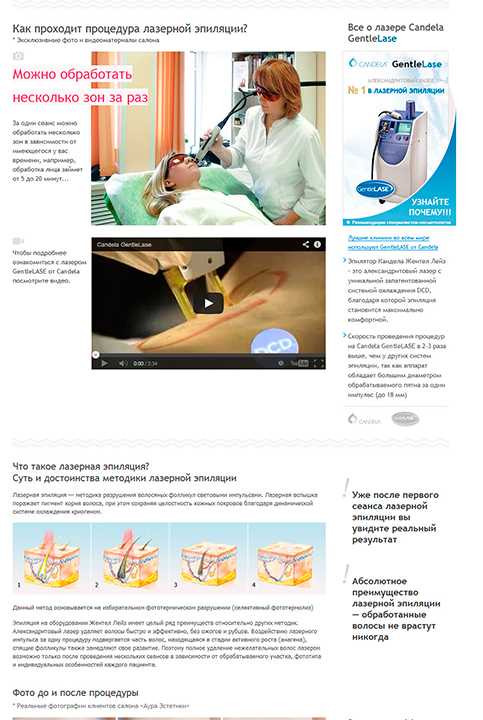 Как проходит процедура лазерной эпиляции?
* Эксклюзивные фото и видеоматериалы салона
Можно обработать
несколько зон за раз
За один сеанс можно
обработать несколько
зон в зависимости от
имеющегося у вас
времени, например,
обработка лица займет
от 5 до 20 минут...
Чтобы подробнее
ознакомиться с лазером
GentleLASE от Candela
посмотрите видео.
Candela GentleLase
DCD
0:00 / 3:34
YouTube
Все о лазере Candela
GentleLase
CANDELA GentleLase
АЛЕКСАНДРИТОВЫЙ ЛАЗЕР —
№ 1 В ЛАЗЕРНОЙ ЭПИЛЯЦИИ
GentleLASE
УЗНАЙТЕ
ПОЧЕМУ!!!
Рекомендации специалистов-косметологов
Лучшие клиники во всем мире
используют GentleLASE от Candela
Эпилятор Кандела Жентел Лейз
- это александритовый лазер с
уникальной запатентованной
системой охлаждения DCD,
благодаря которой эпиляция
становится максимально
комфортной.
Скорость проведения процедур
на Candela GentleLASE в 2-3 раза
выше, чем у других систем
эпиляции, так как аппарат
обладает большим диаметром
обрабатываемого пятна за один
импульс (до 18 мм)
CANDELA GentleLASE
Что такое лазерная эпиляция?
Суть и достоинства методики лазерной эпиляции
Лазерная эпиляция — методика разрушения волосяных фолликул световыми импульсами. Лазерная вспышка
поражает пигмент корня волоса, при этом сохраняя целостность кожных покровов благодаря динамической
системе охлаждения криогеном.
1 2 3 4
Данный метод основывается на избирательном фототермическом разрушении (селективный фототермолиз)
Эпиляция на оборудовании Жентел Лейз имеет целый ряд преимуществ относительно других методик.
Александритовый лазер удаляет волосы быстро и эффективно, без ожогов и рубцов. Воздействию лазерного
импульса за одну процедуру подвергается часть волос, находящаяся в стадии активного роста (анагена),
спящие фолликулы также замедляют свое развитие. Поэтому полное удаление нежелательных волос лазером
возможно только после проведения нескольких сеансов в зависимости от обрабатываемого участка, фототипа
и индивидуальных особенностей каждого пациента.
! Уже после первого
сеанса лазерной
эпиляции вы
увидите реальный
результат
! Абсолютное
преимущество
лазерной эпиляции
— обработанные
волосы не врастут
никогда
Фото до и после процедуры
* Реальные фотографии клиентов салона «Аура Эстетики»